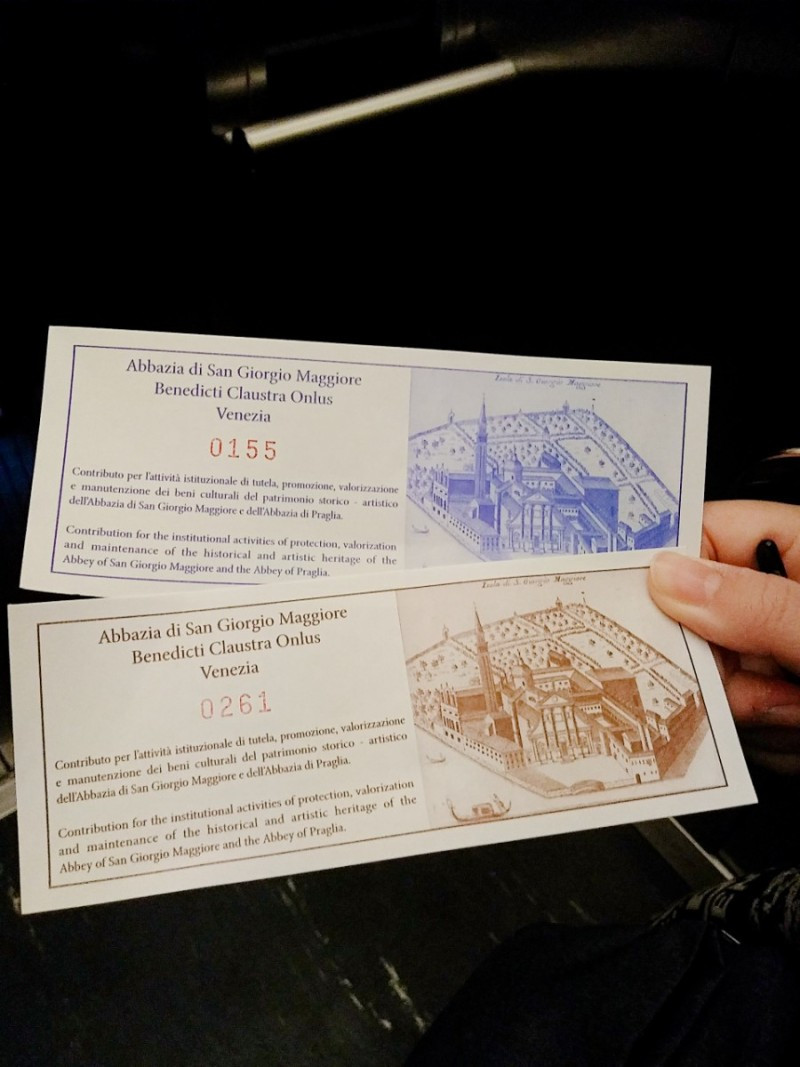 Abbazia di San Giorgio Maggiore
Benedicti Claustra Onlus
Venezia
0155
Contributo per l'attività istituzionale di tutela, promozione, valorizzazione
e manutenzione dei beni culturali del patrimonio storico - artistico
dell'Abbazia di San Giorgio Maggiore e dell'Abbazia di Praglia.
Contribution for the institutional activities of protection, valorization
and maintenance of the historical and artistic heritage of the
Abbey of San Giorgio Maggiore and the Abbey of Praglia.
Isola di S. Giorgio Maggiore
Abbazia di San Giorgio Maggiore
Benedicti Claustra Onlus
Venezia
0261
Contributo per l'attività istituzionale di tutela, promozione, valorizzazione
e manutenzione dei beni culturali del patrimonio storico - artistico
dell'Abbazia di San Giorgio Maggiore e dell'Abbazia di Praglia.
Contribution for the institutional activities of protection, valorization
and maintenance of the historical and artistic heritage of the
Abbey of San Giorgio Maggiore and the Abbey of Praglia.
Isola di S. Giorgio Maggiore